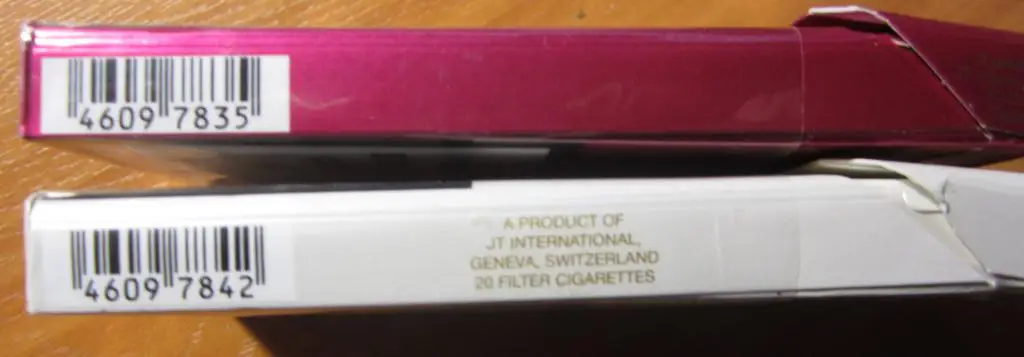 4609 7835
4609 7842
A PRODUCT OF
JT INTERNATIONAL,
GENEVA, SWITZERLAND
20 FILTER CIGARETTES